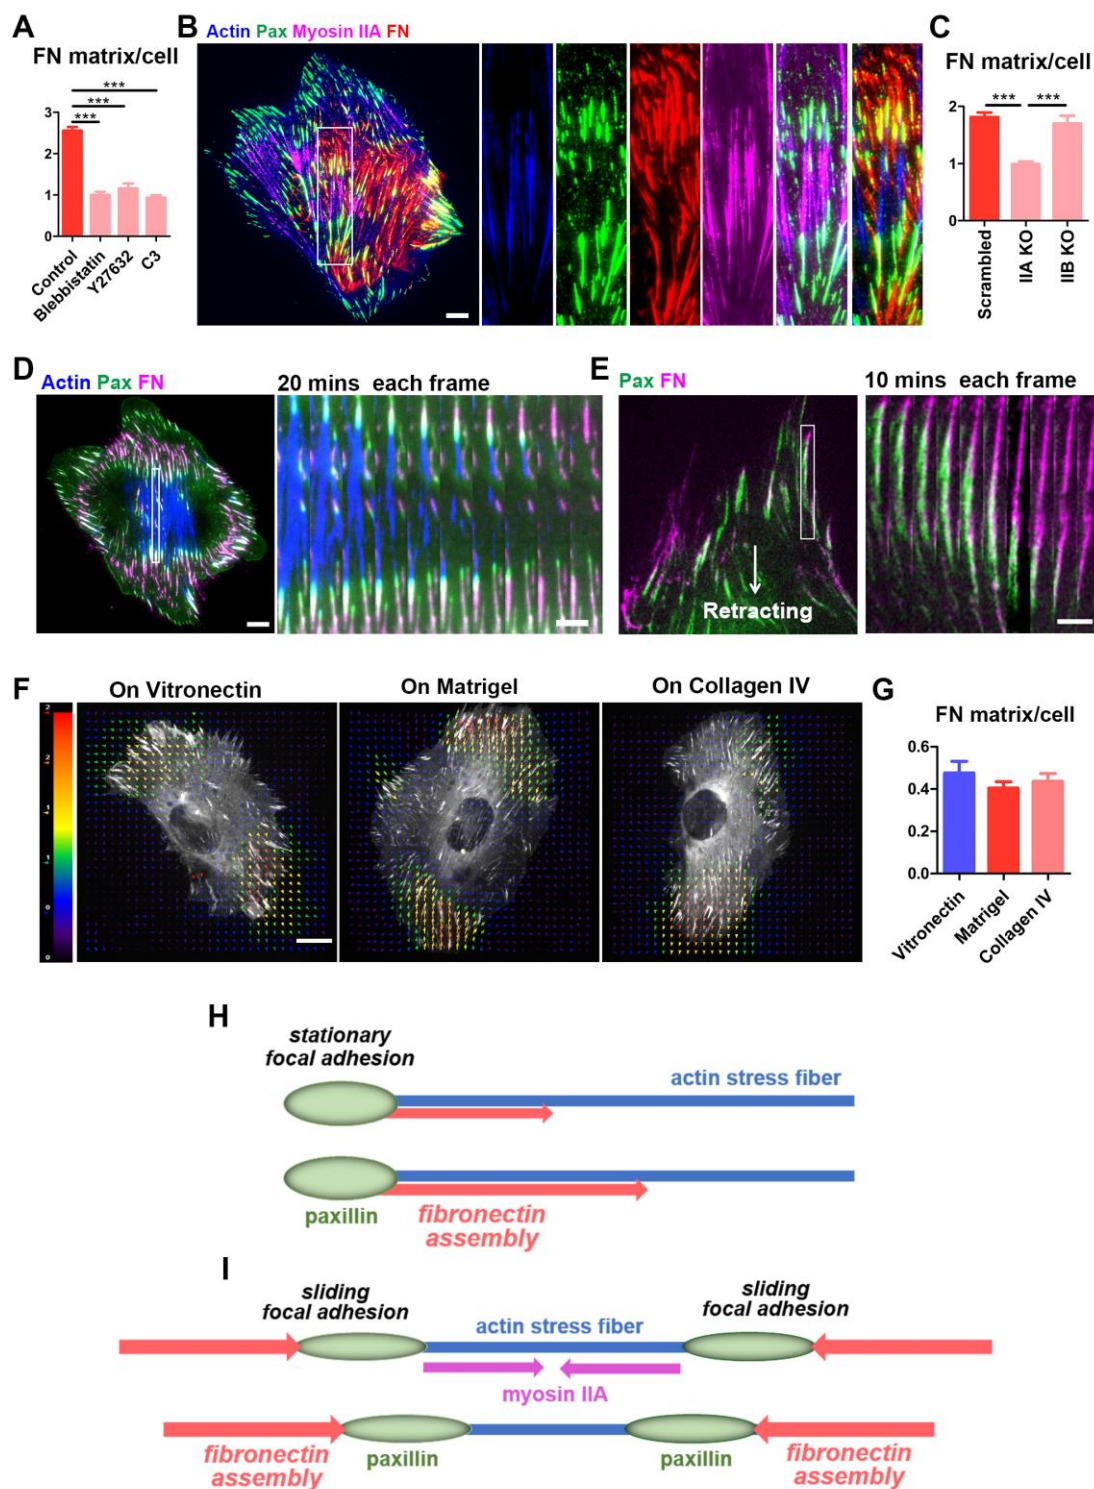 A
FN matrix/cell
***
***
***
3
2
1
0
Control
Blebbistatin
Y27632
C3
B
Actin Pax Myosin IIA FN
C
FN matrix/cell
*** ***
2
1
0
Scrambled
IIA KO
IIB KO
D
Actin Pax FN
20 mins each frame
E
Pax FN
10 mins each frame
Retracting
F
On Vitronectin
On Matrigel
On Collagen IV
G
FN matrix/cell
0.6
0.4
0.2
0.0
Vitronectin
Matrigel
Collagen IV
H
stationary
focal adhesion
actin stress fiber
paxillin
fibronectin
assembly
I
sliding
focal adhesion
sliding
focal adhesion
actin stress fiber
myosin IIA
fibronectin
assembly
paxillin
paxillin
fibronectin
assembly